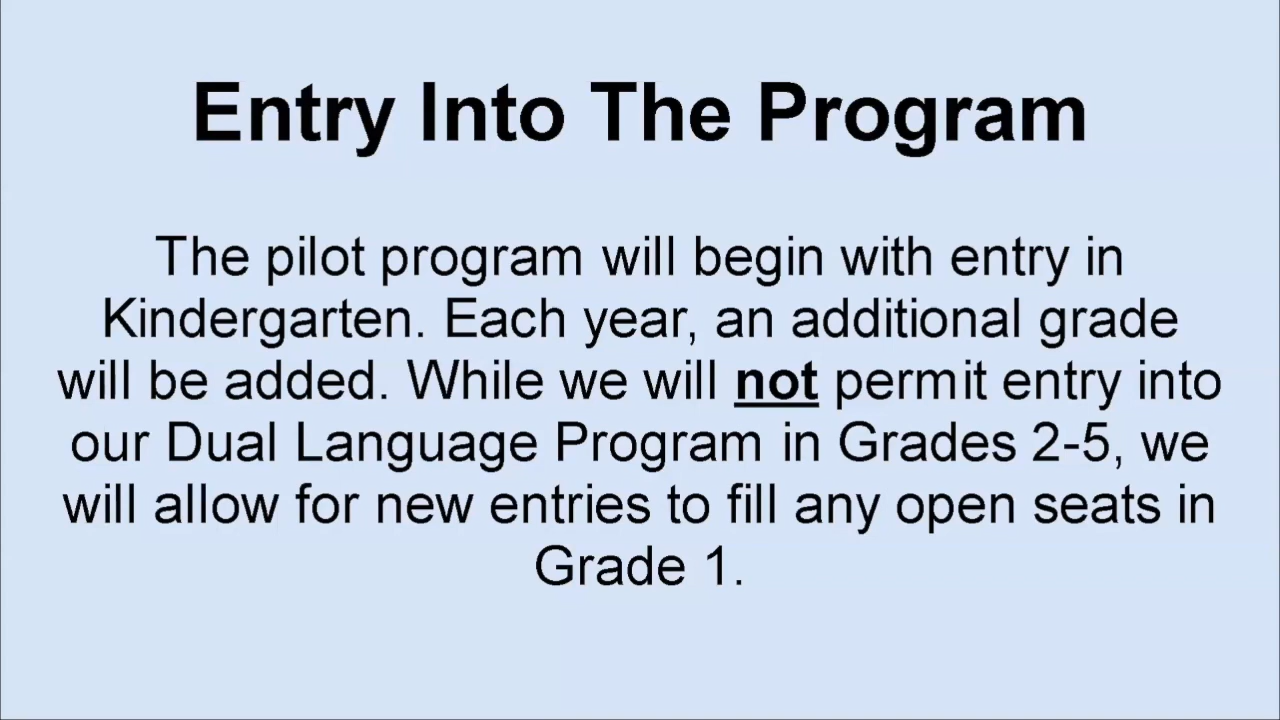 Entry Into The Program
The pilot program will begin with entry in
Kindergarten. Each year, an additional grade
will be added. While we will not permit entry into
our Dual Language Program in Grades 2-5, we
will allow for new entries to fill any open seats in
Grade 1.